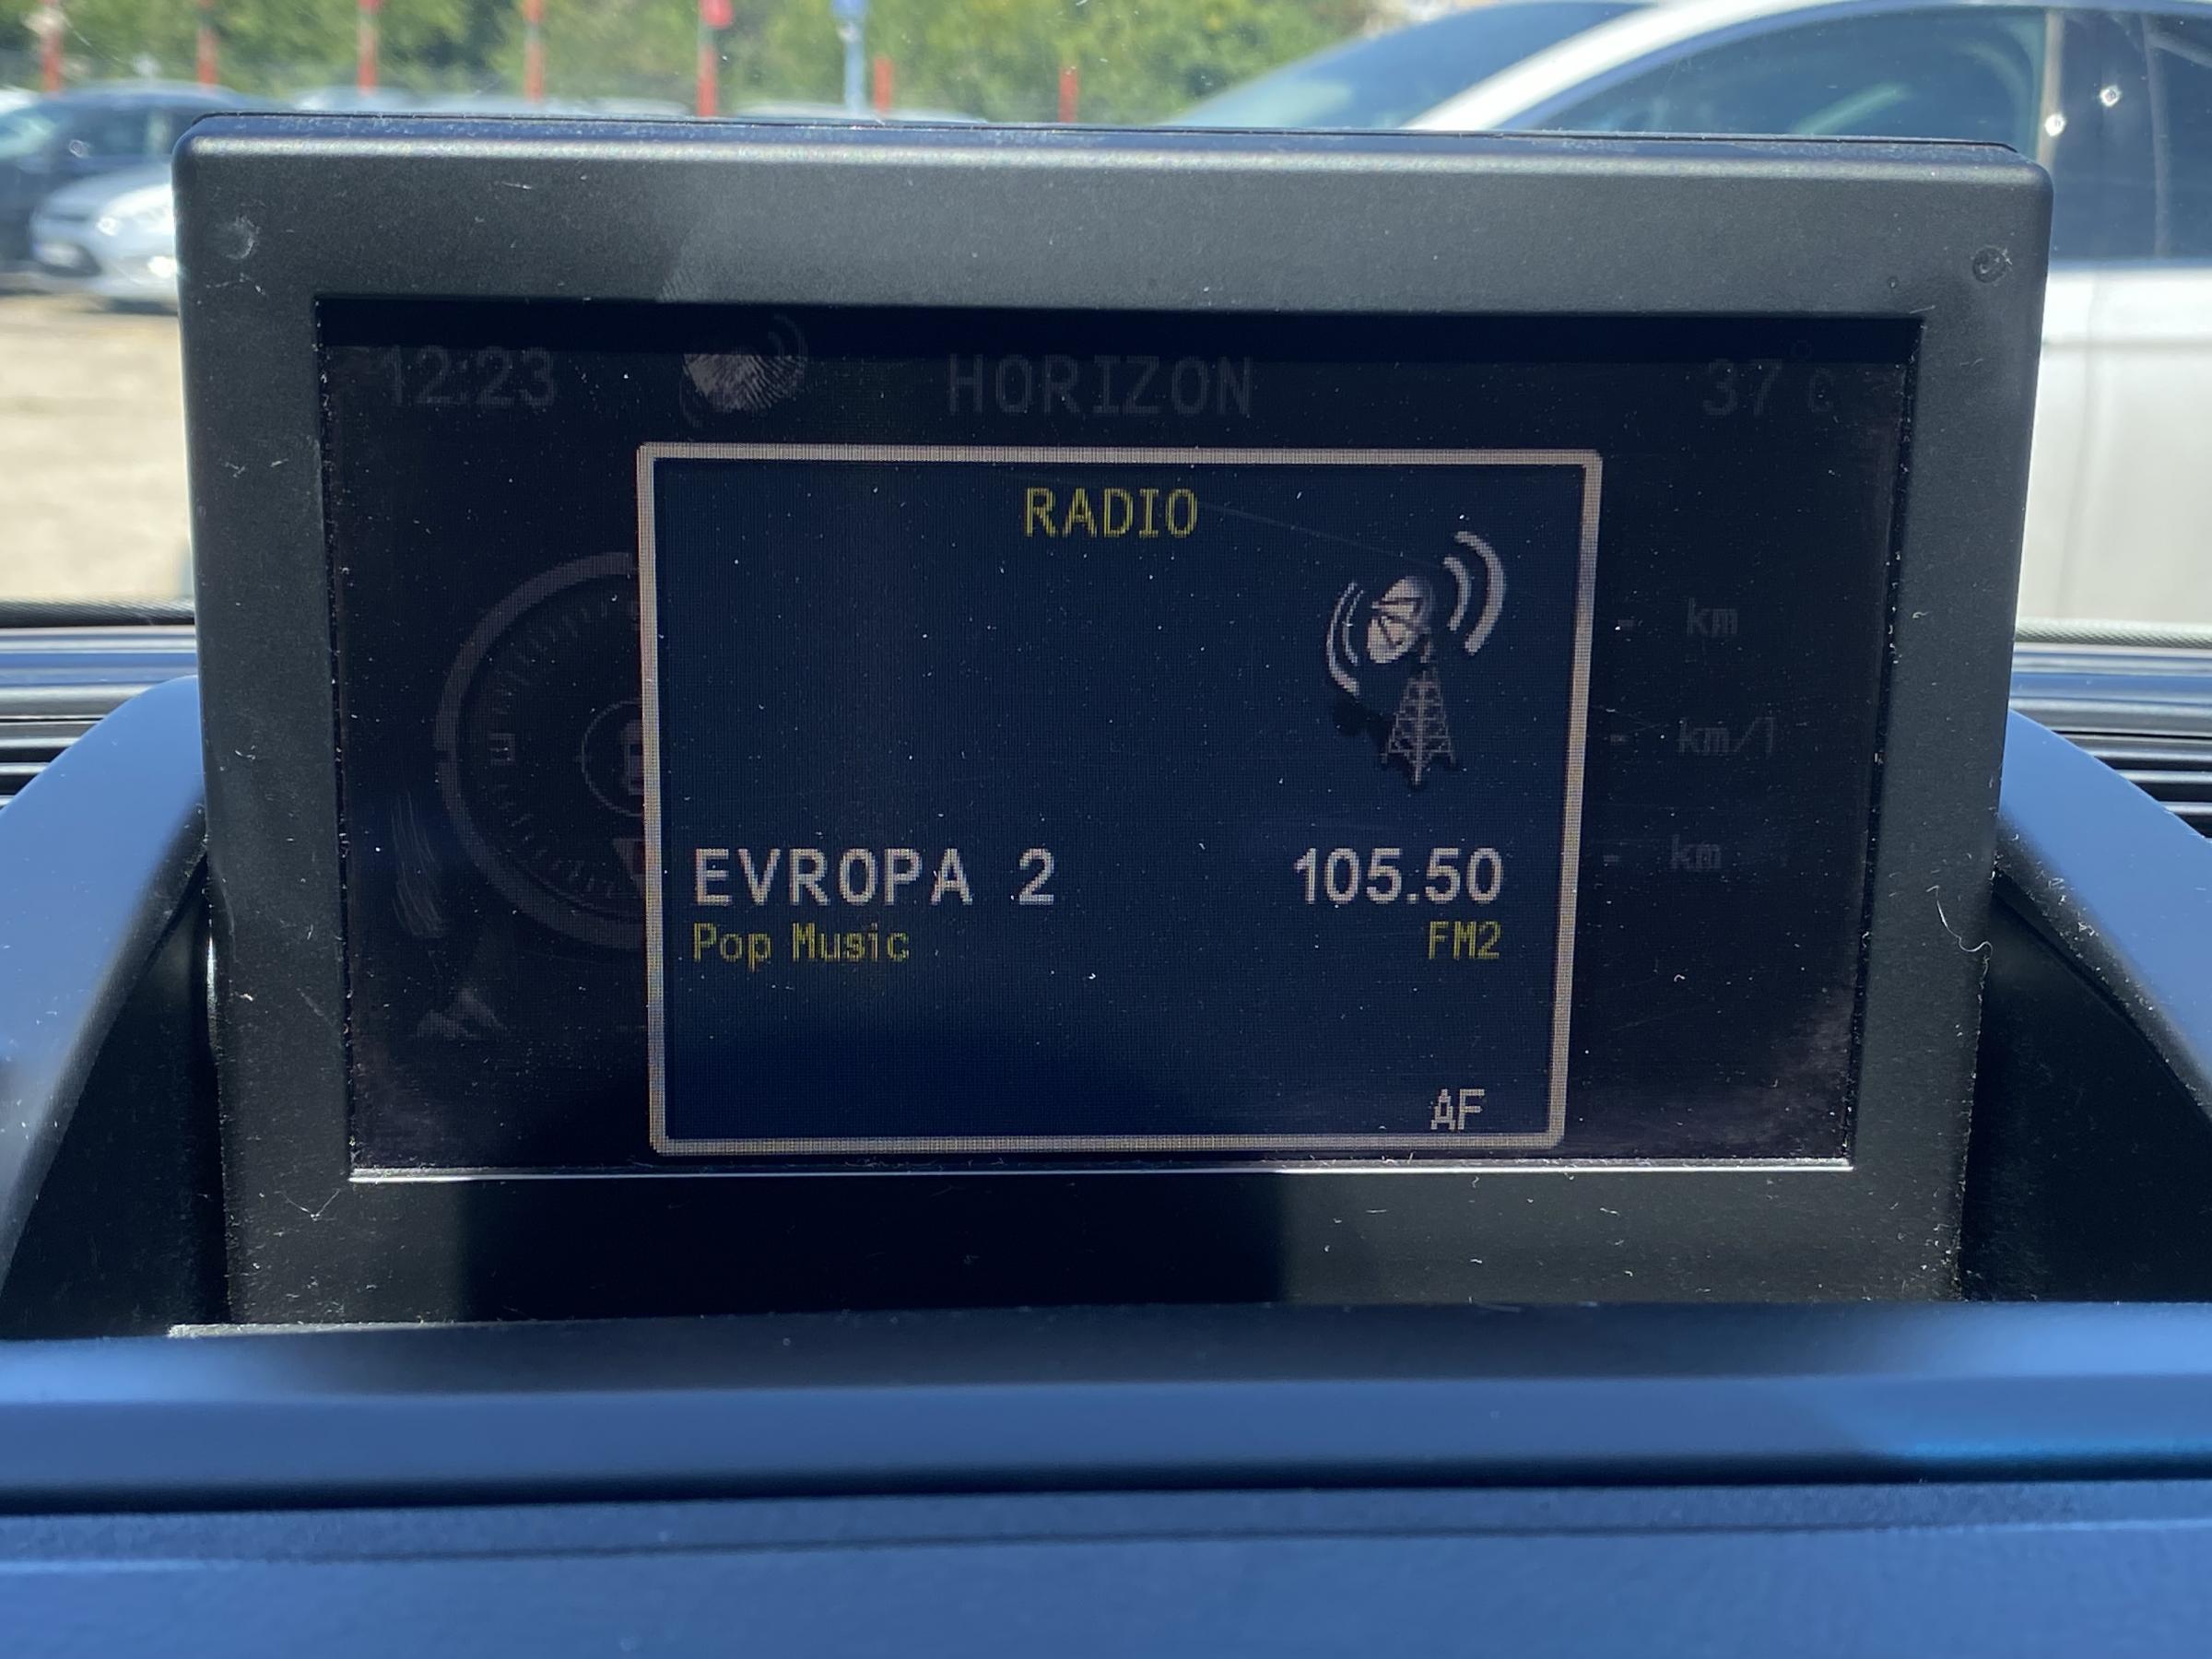 12:23 HORIZON 37°C
RADIO
- km
- km/l
EVROPA 2 105.50
- km
Pop Music FM2
AF